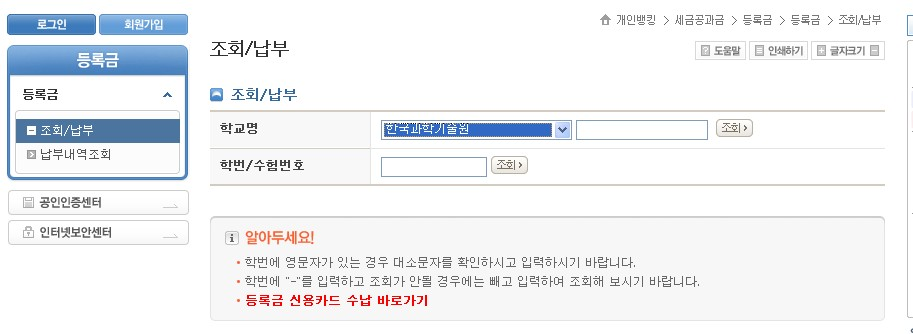 로그인
회원가입
개인뱅킹 > 세금공과금 > 등록금 > 등록금 > 조회/납부
등록금
등록금
조회/납부
납부내역조회
공인인증센터
인터넷보안센터
조회/납부
도움말
인쇄하기
글자크기
조회/납부
학교명
한국과학기술원
조회 >
학번/수험번호
조회 >
알아두세요!
• 학번에 영문자가 있는 경우 대소문자를 확인하시고 입력하시기 바랍니다.
• 학번에 "-"를 입력하고 조회가 안될 경우에는 빼고 입력하여 조회해 보시기 바랍니다.
• 등록금 신용카드 수납 바로가기